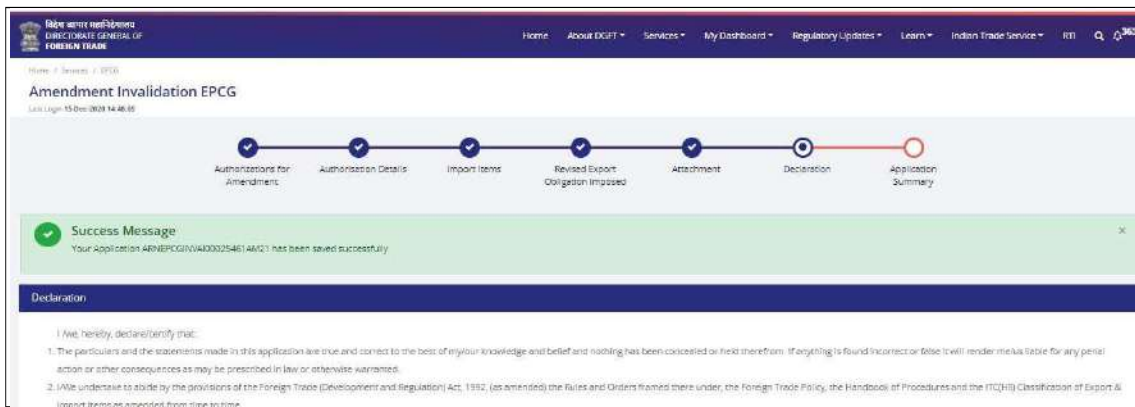 विदेश व्यापार महानिदेशालय
DIRECTORATE GENERAL OF
FOREIGN TRADE
Home About DGFT Services My Dashboard Regulatory Updates Learn Indian Trade Service RTI
Home / Services / EPCG
Amendment Invalidation EPCG
Last Login 15-Dec-2020
Authorizations for
Amendment
Authorisation Details
Import Items
Revised Export
Obligation Imposed
Attachment
Declaration
Application
Summary
Success Message
Your Application has been saved successfully
Declaration
I /We, hereby, declare/certify that:
1. The particulars and the statements made in this application are true and correct to the best of my/our knowledge and belief and nothing has been concealed or held therefrom. If anything is found incorrect or false it will render me/us liable for any penal
action or other consequences as may be prescribed in law or otherwise warranted.
2. I/We undertake to abide by the provisions of the Foreign Trade (Development and Regulation) Act, 1992, (as amended) the Rules and Orders framed there under, the Foreign Trade Policy, the Handbook of Procedures and the ITC(HS) Classification of Export &
Import Items as amended from time to time